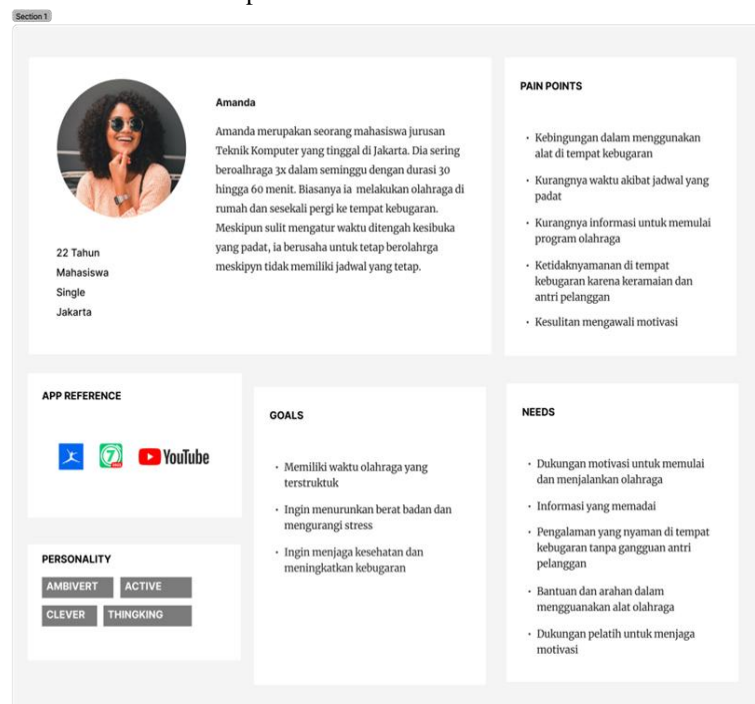 Section 1
Amanda
Amanda merupakan seorang mahasiswa jurusan
Teknik Komputer yang tinggal di Jakarta. Dia sering
beroalhraga 3x dalam seminggu dengan durasi 30
hingga 60 menit. Biasanya ia melakukan olahraga di
rumah dan sesekali pergi ke tempat kebugaran.
Meskipun sulit mengatur waktu ditengah kesibuka
yang padat, ia berusaha untuk tetap berolahrga
meskipyn tidak memiliki jadwal yang tetap.
22 Tahun
Mahasiswa
Single
Jakarta
PAIN POINTS
· Kebingungan dalam menggunakan
alat di tempat kebugaran
· Kurangnya waktu akibat jadwal yang
padat
· Kurangnya informasi untuk memulai
program olahraga
· Ketidaknyamanan di tempat
kebugaran karena keramaian dan
antri pelanggan
· Kesulitan mengawali motivasi
APP REFERENCE
7
YouTube
PERSONALITY
AMBIVERT
ACTIVE
CLEVER
THINGKING
GOALS
· Memiliki waktu olahraga yang
terstruktuk
· Ingin menurunkan berat badan dan
mengurangi stress
· Ingin menjaga kesehatan dan
meningkatkan kebugaran
NEEDS
· Dukungan motivasi untuk memulai
dan menjalankan olahraga
· Informasi yang memadai
· Pengalaman yang nyaman di tempat
kebugaran tanpa gangguan antri
pelanggan
· Bantuan dan arahan dalam
mengguanakan alat olahraga
· Dukungan pelatih untuk menjaga
motivasi